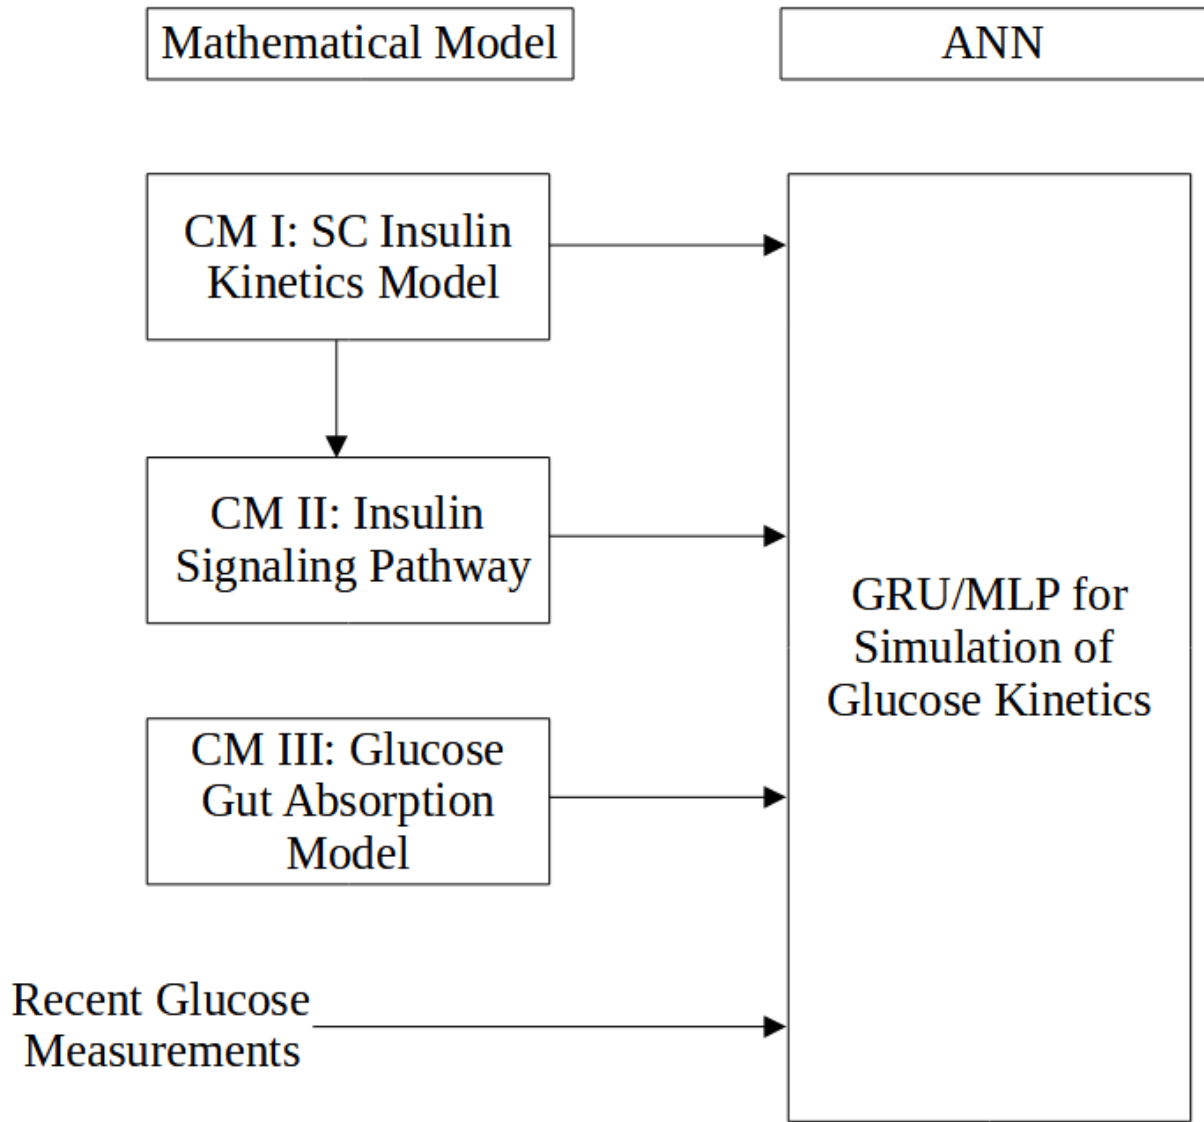 Mathematical Model
ANN
CM I: SC Insulin
Kinetics Model
CM II: Insulin
Signaling Pathway
CM III: Glucose
Gut Absorption
Model
Recent Glucose
Measurements
GRU/MLP for
Simulation of
Glucose Kinetics